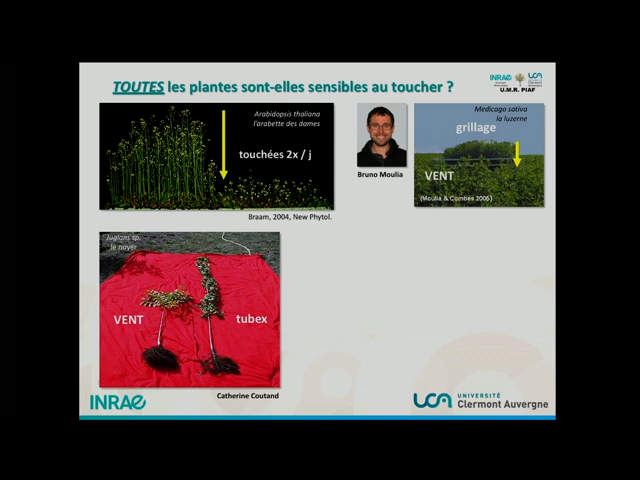 TOUTES les plantes sont-elles sensibles au toucher ?
INRAE
UCA
U.M.R. PIAF
Arabidopsis thaliana
l'arabette des dames
touchées 2x / j
Braam, 2004, New Phytol.
Bruno Moulia
Medicago sativa
la luzerne
grillage
VENT
(Moulia & Combes 2005)
Juglans sp.
le noyer
VENT
tubex
Catherine Coutand
INRAE
UCA
UNIVERSITÉ
Clermont Auvergne